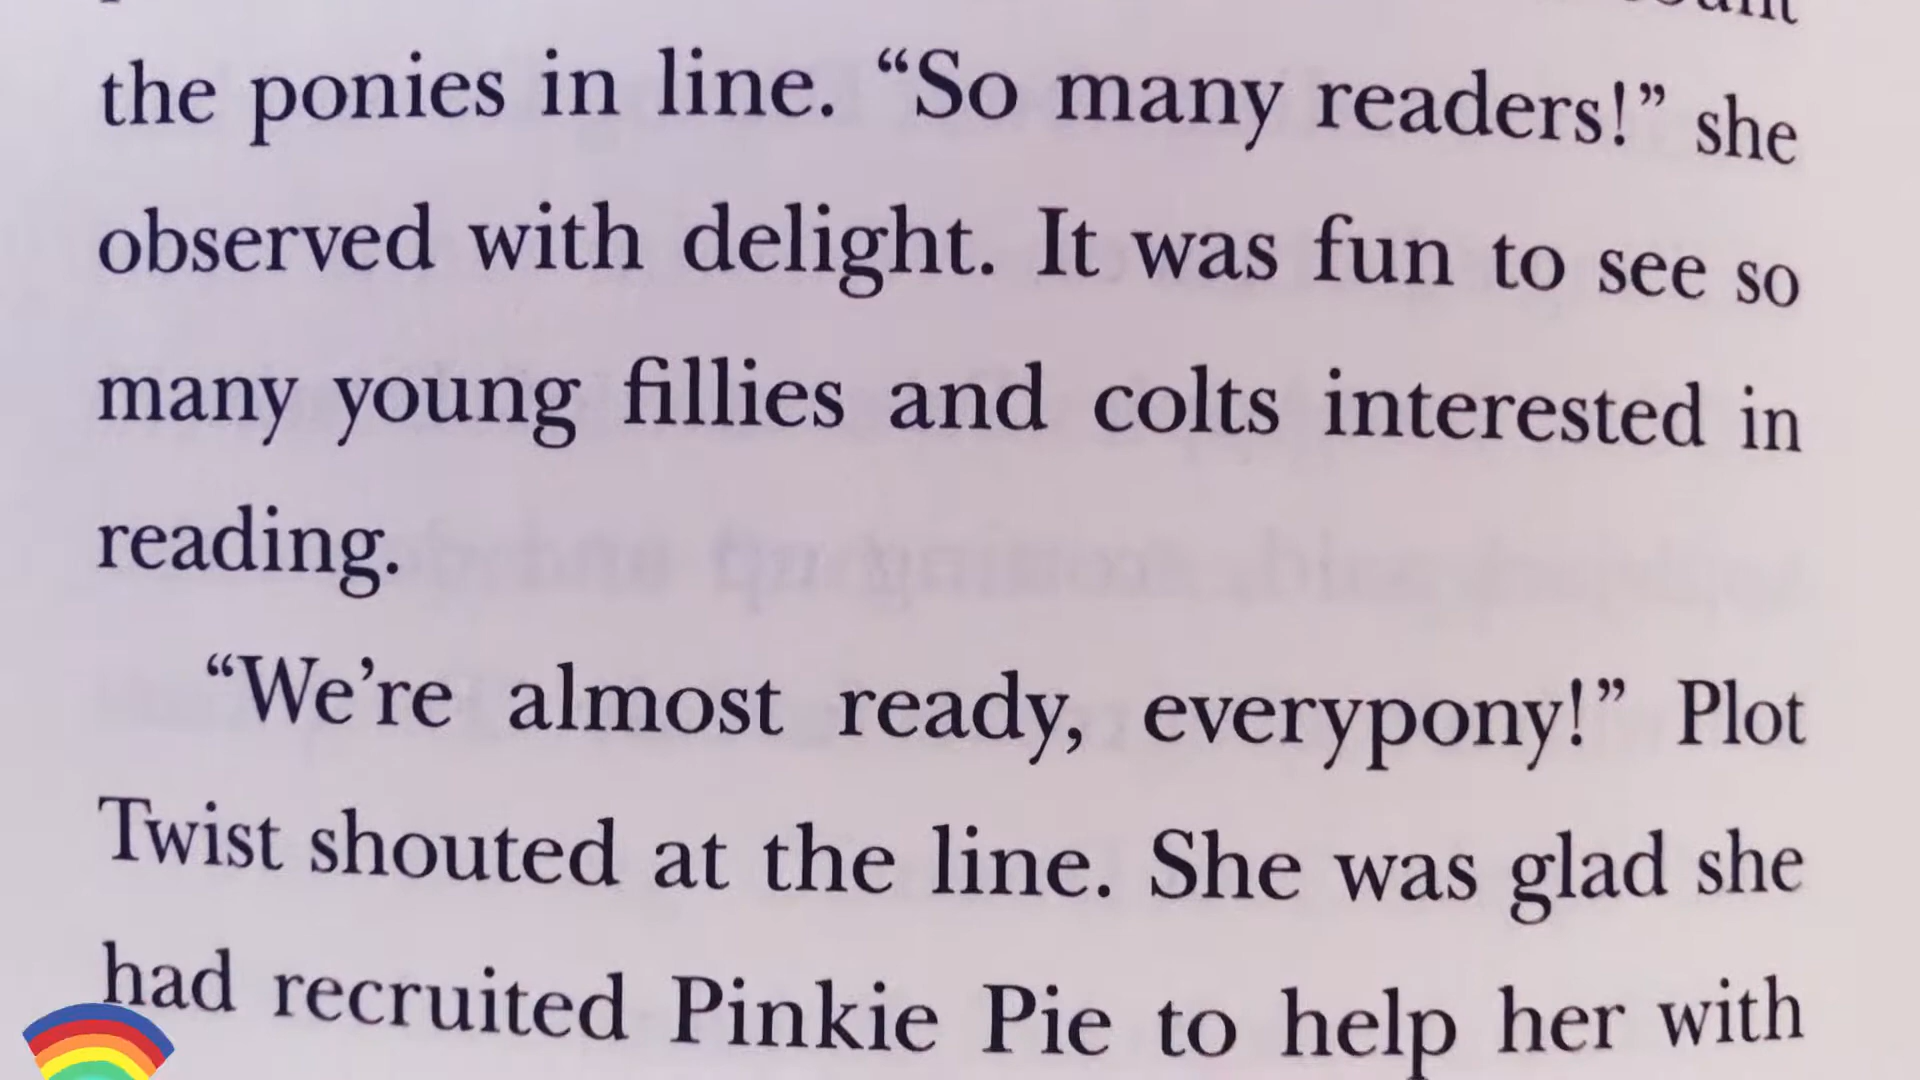 the ponies in line. “So many readers!” she
observed with delight. It was fun to see so
many young fillies and colts interested in
reading.
“We’re almost ready, everypony!” Plot
Twist shouted at the line. She was glad she
had recruited Pinkie Pie to help her with